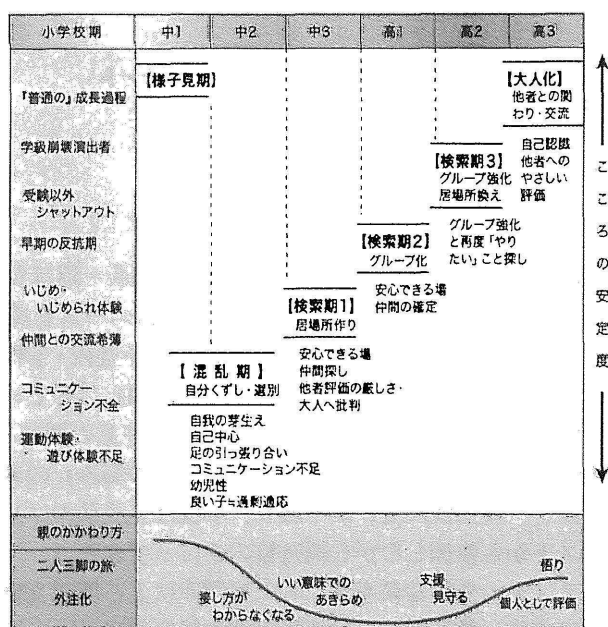 小学校期 中1 中2 中3 高1 高2 高3
『普通の』成長過程
学級崩壊演出者
受験以外
シャットアウト
早期の反抗期
いじめ・
いじめられ体験
仲間との交流希薄
コミュニケー
ション不全
運動体験・
遊び体験不足
【様子見期】
【混乱期】
自分くずし・選別
自我の芽生え
自己中心
足の引っ張り合い
コミュニケーション不足
幼児性
良い子≒過剰適応
【検索期1】
居場所作り
安心できる場
仲間探し
他者評価の厳しさ・
大人へ批判
【検索期2】
グループ化
安心できる場
仲間の確定
【検索期3】
グループ強化
居場所換え
グループ強化
と再度「やり
たい」こと探し
【大人化】
他者との関
わり・交流
自己認識
他者への
やさしい
評価
こころの安定度
親のかかわり方
二人三脚の旅
外注化
接し方が
わからなくなる
いい意味での
あきらめ
支援
見守る
悟り
個人として評価